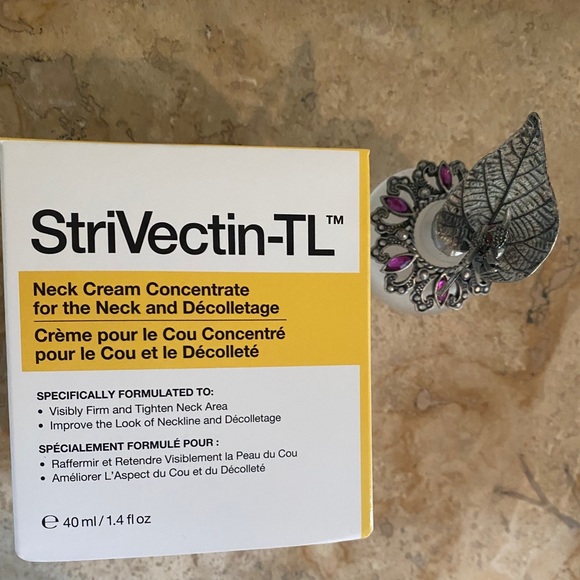 StriVectin-TL™
Neck Cream Concentrate
for the Neck and Décolletage
Crème pour le Cou Concentré
pour le Cou et le Décolleté
SPECIFICALLY FORMULATED TO:
• Visibly Firm and Tighten Neck Area
• Improve the Look of Neckline and Décolletage
SPÉCIALEMENT FORMULÉ POUR :
• Raffermir et Retendre Visiblement la Peau du Cou
• Améliorer L'Aspect du Cou et du Décolleté
℮ 40 ml / 1.4 fl oz